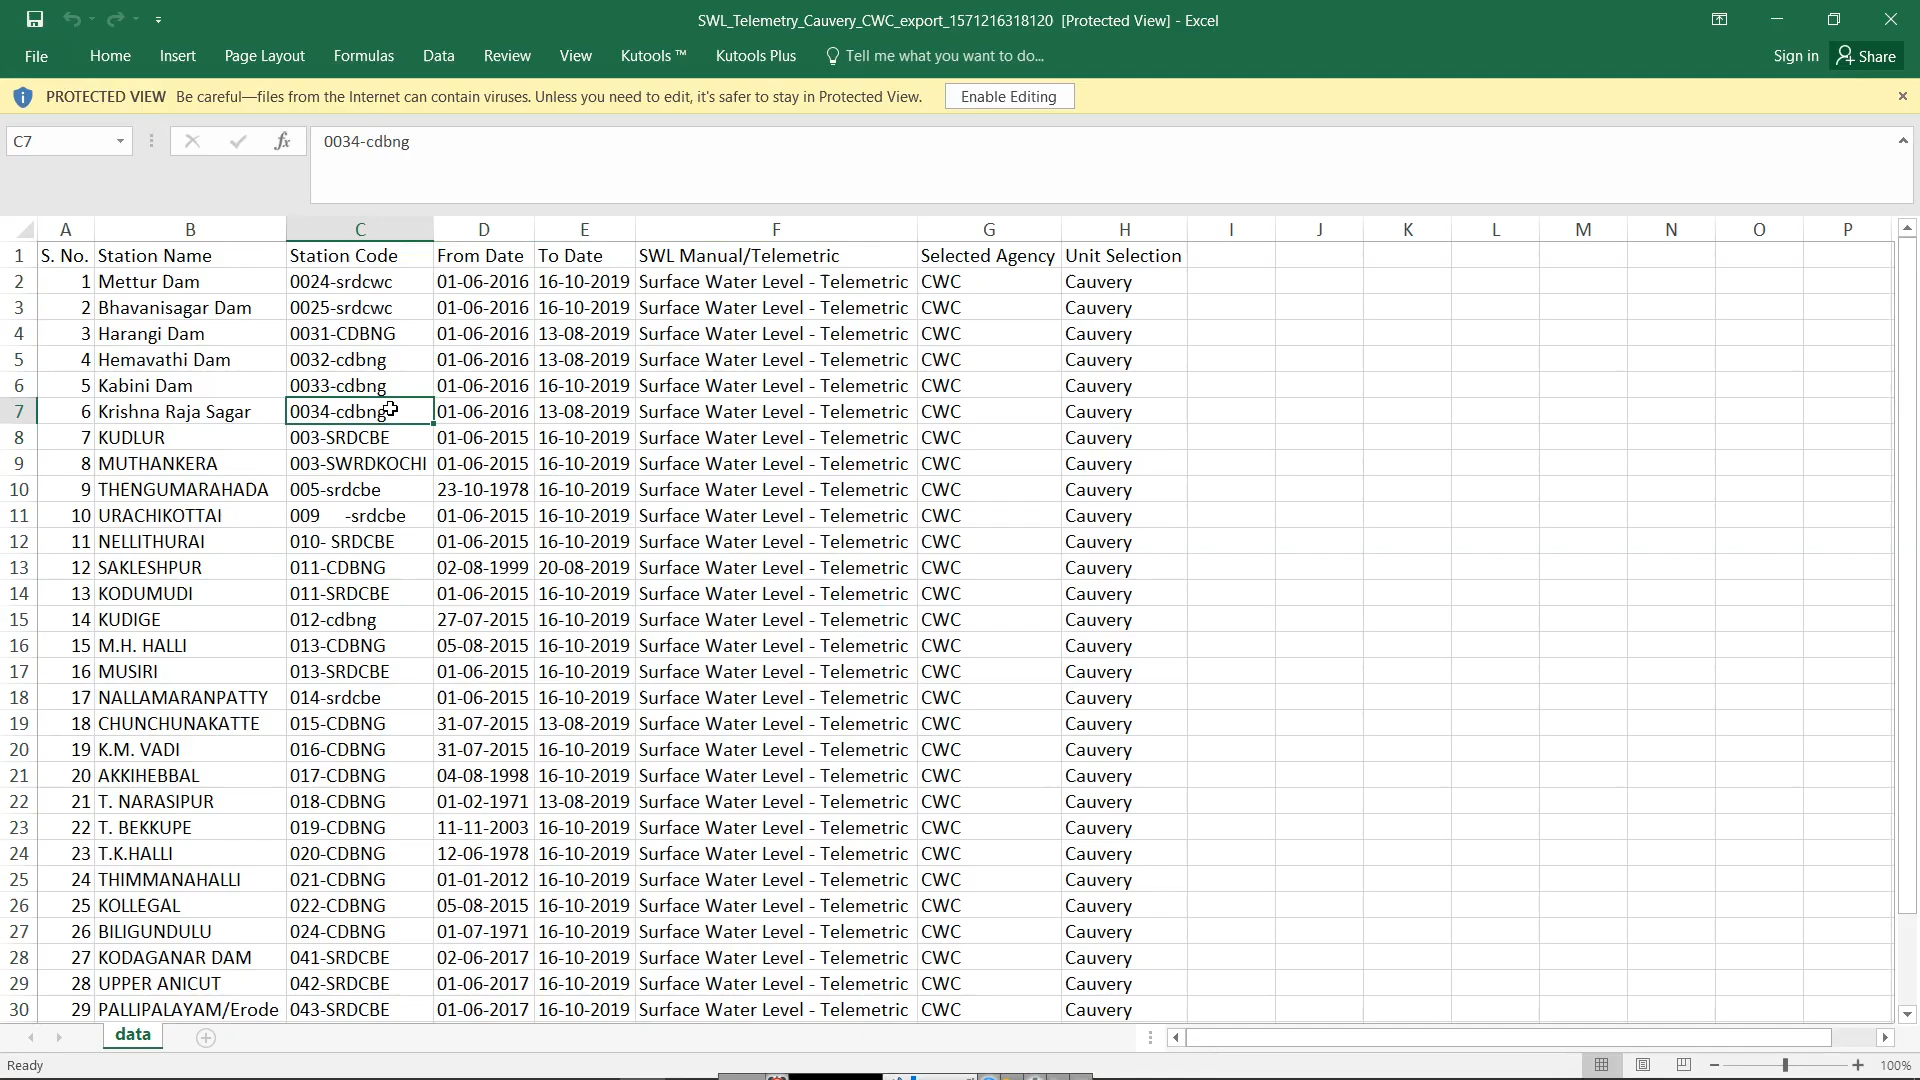 SWL_Telemetry_Cauvery_CWC_export_1571216318120 [Protected View] - Excel
File Home Insert Page Layout Formulas Data Review View Kutools ™ Kutools Plus Tell me what you want to do... Sign in Share
PROTECTED VIEW Be careful—files from the Internet can contain viruses. Unless you need to edit, it's safer to stay in Protected View. Enable Editing
C7 fx 0034-cdbng
A B C D E F G H I J K L M N O P
1 S. No. Station Name Station Code From Date To Date SWL Manual/Telemetric Selected Agency Unit Selection
2 1 Mettur Dam 0024-srdcwc 01-06-2016 16-10-2019 Surface Water Level - Telemetric CWC Cauvery
3 2 Bhavanisagar Dam 0025-srdcwc 01-06-2016 16-10-2019 Surface Water Level - Telemetric CWC Cauvery
4 3 Harangi Dam 0031-CDBNG 01-06-2016 13-08-2019 Surface Water Level - Telemetric CWC Cauvery
5 4 Hemavathi Dam 0032-cdbng 01-06-2016 13-08-2019 Surface Water Level - Telemetric CWC Cauvery
6 5 Kabini Dam 0033-cdbng 01-06-2016 16-10-2019 Surface Water Level - Telemetric CWC Cauvery
7 6 Krishna Raja Sagar 0034-cdbng 01-06-2016 13-08-2019 Surface Water Level - Telemetric CWC Cauvery
8 7 KUDLUR 003-SRDCBE 01-06-2015 16-10-2019 Surface Water Level - Telemetric CWC Cauvery
9 8 MUTHANKERA 003-SWRDKOCHI 01-06-2015 16-10-2019 Surface Water Level - Telemetric CWC Cauvery
10 9 THENGUMARAHADA 005-srdcbe 23-10-1978 16-10-2019 Surface Water Level - Telemetric CWC Cauvery
11 10 URACHIKOTTAI 009 -srdcbe 01-06-2015 16-10-2019 Surface Water Level - Telemetric CWC Cauvery
12 11 NELLITHURAI 010- SRDCBE 01-06-2015 16-10-2019 Surface Water Level - Telemetric CWC Cauvery
13 12 SAKLESHPUR 011-CDBNG 02-08-1999 20-08-2019 Surface Water Level - Telemetric CWC Cauvery
14 13 KODUMUDI 011-SRDCBE 01-06-2015 16-10-2019 Surface Water Level - Telemetric CWC Cauvery
15 14 KUDIGE 012-cdbng 27-07-2015 16-10-2019 Surface Water Level - Telemetric CWC Cauvery
16 15 M.H. HALLI 013-CDBNG 05-08-2015 16-10-2019 Surface Water Level - Telemetric CWC Cauvery
17 16 MUSIRI 013-SRDCBE 01-06-2015 16-10-2019 Surface Water Level - Telemetric CWC Cauvery
18 17 NALLAMARANPATTY 014-srdcbe 01-06-2015 16-10-2019 Surface Water Level - Telemetric CWC Cauvery
19 18 CHUNCHUNAKATTE 015-CDBNG 31-07-2015 13-08-2019 Surface Water Level - Telemetric CWC Cauvery
20 19 K.M. VADI 016-CDBNG 31-07-2015 16-10-2019 Surface Water Level - Telemetric CWC Cauvery
21 20 AKKIHEBBAL 017-CDBNG 04-08-1998 16-10-2019 Surface Water Level - Telemetric CWC Cauvery
22 21 T. NARASIPUR 018-CDBNG 01-02-1971 13-08-2019 Surface Water Level - Telemetric CWC Cauvery
23 22 T. BEKKUPE 019-CDBNG 11-11-2003 16-10-2019 Surface Water Level - Telemetric CWC Cauvery
24 23 T.K.HALLI 020-CDBNG 12-06-1978 16-10-2019 Surface Water Level - Telemetric CWC Cauvery
25 24 THIMMANAHALLI 021-CDBNG 01-01-2012 16-10-2019 Surface Water Level - Telemetric CWC Cauvery
26 25 KOLLEGAL 022-CDBNG 05-08-2015 16-10-2019 Surface Water Level - Telemetric CWC Cauvery
27 26 BILIGUNDULU 024-CDBNG 01-07-1971 16-10-2019 Surface Water Level - Telemetric CWC Cauvery
28 27 KODAGANAR DAM 041-SRDCBE 02-06-2017 16-10-2019 Surface Water Level - Telemetric CWC Cauvery
29 28 UPPER ANICUT 042-SRDCBE 01-06-2017 16-10-2019 Surface Water Level - Telemetric CWC Cauvery
30 29 PALLIPALAYAM/Erode 043-SRDCBE 01-06-2017 16-10-2019 Surface Water Level - Telemetric CWC Cauvery
data
Ready 100%